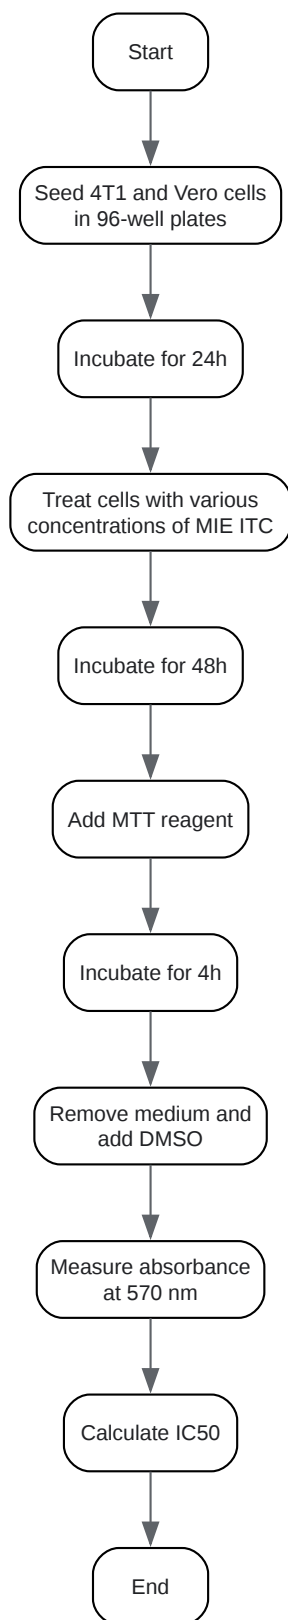 Start
Seed 4T1 and Vero cells
in 96-well plates
Incubate for 24h
Treat cells with various
concentrations of MIE ITC
Incubate for 48h
Add MTT reagent
Incubate for 4h
Remove medium and
add DMSO
Measure absorbance
at 570 nm
Calculate IC50
End